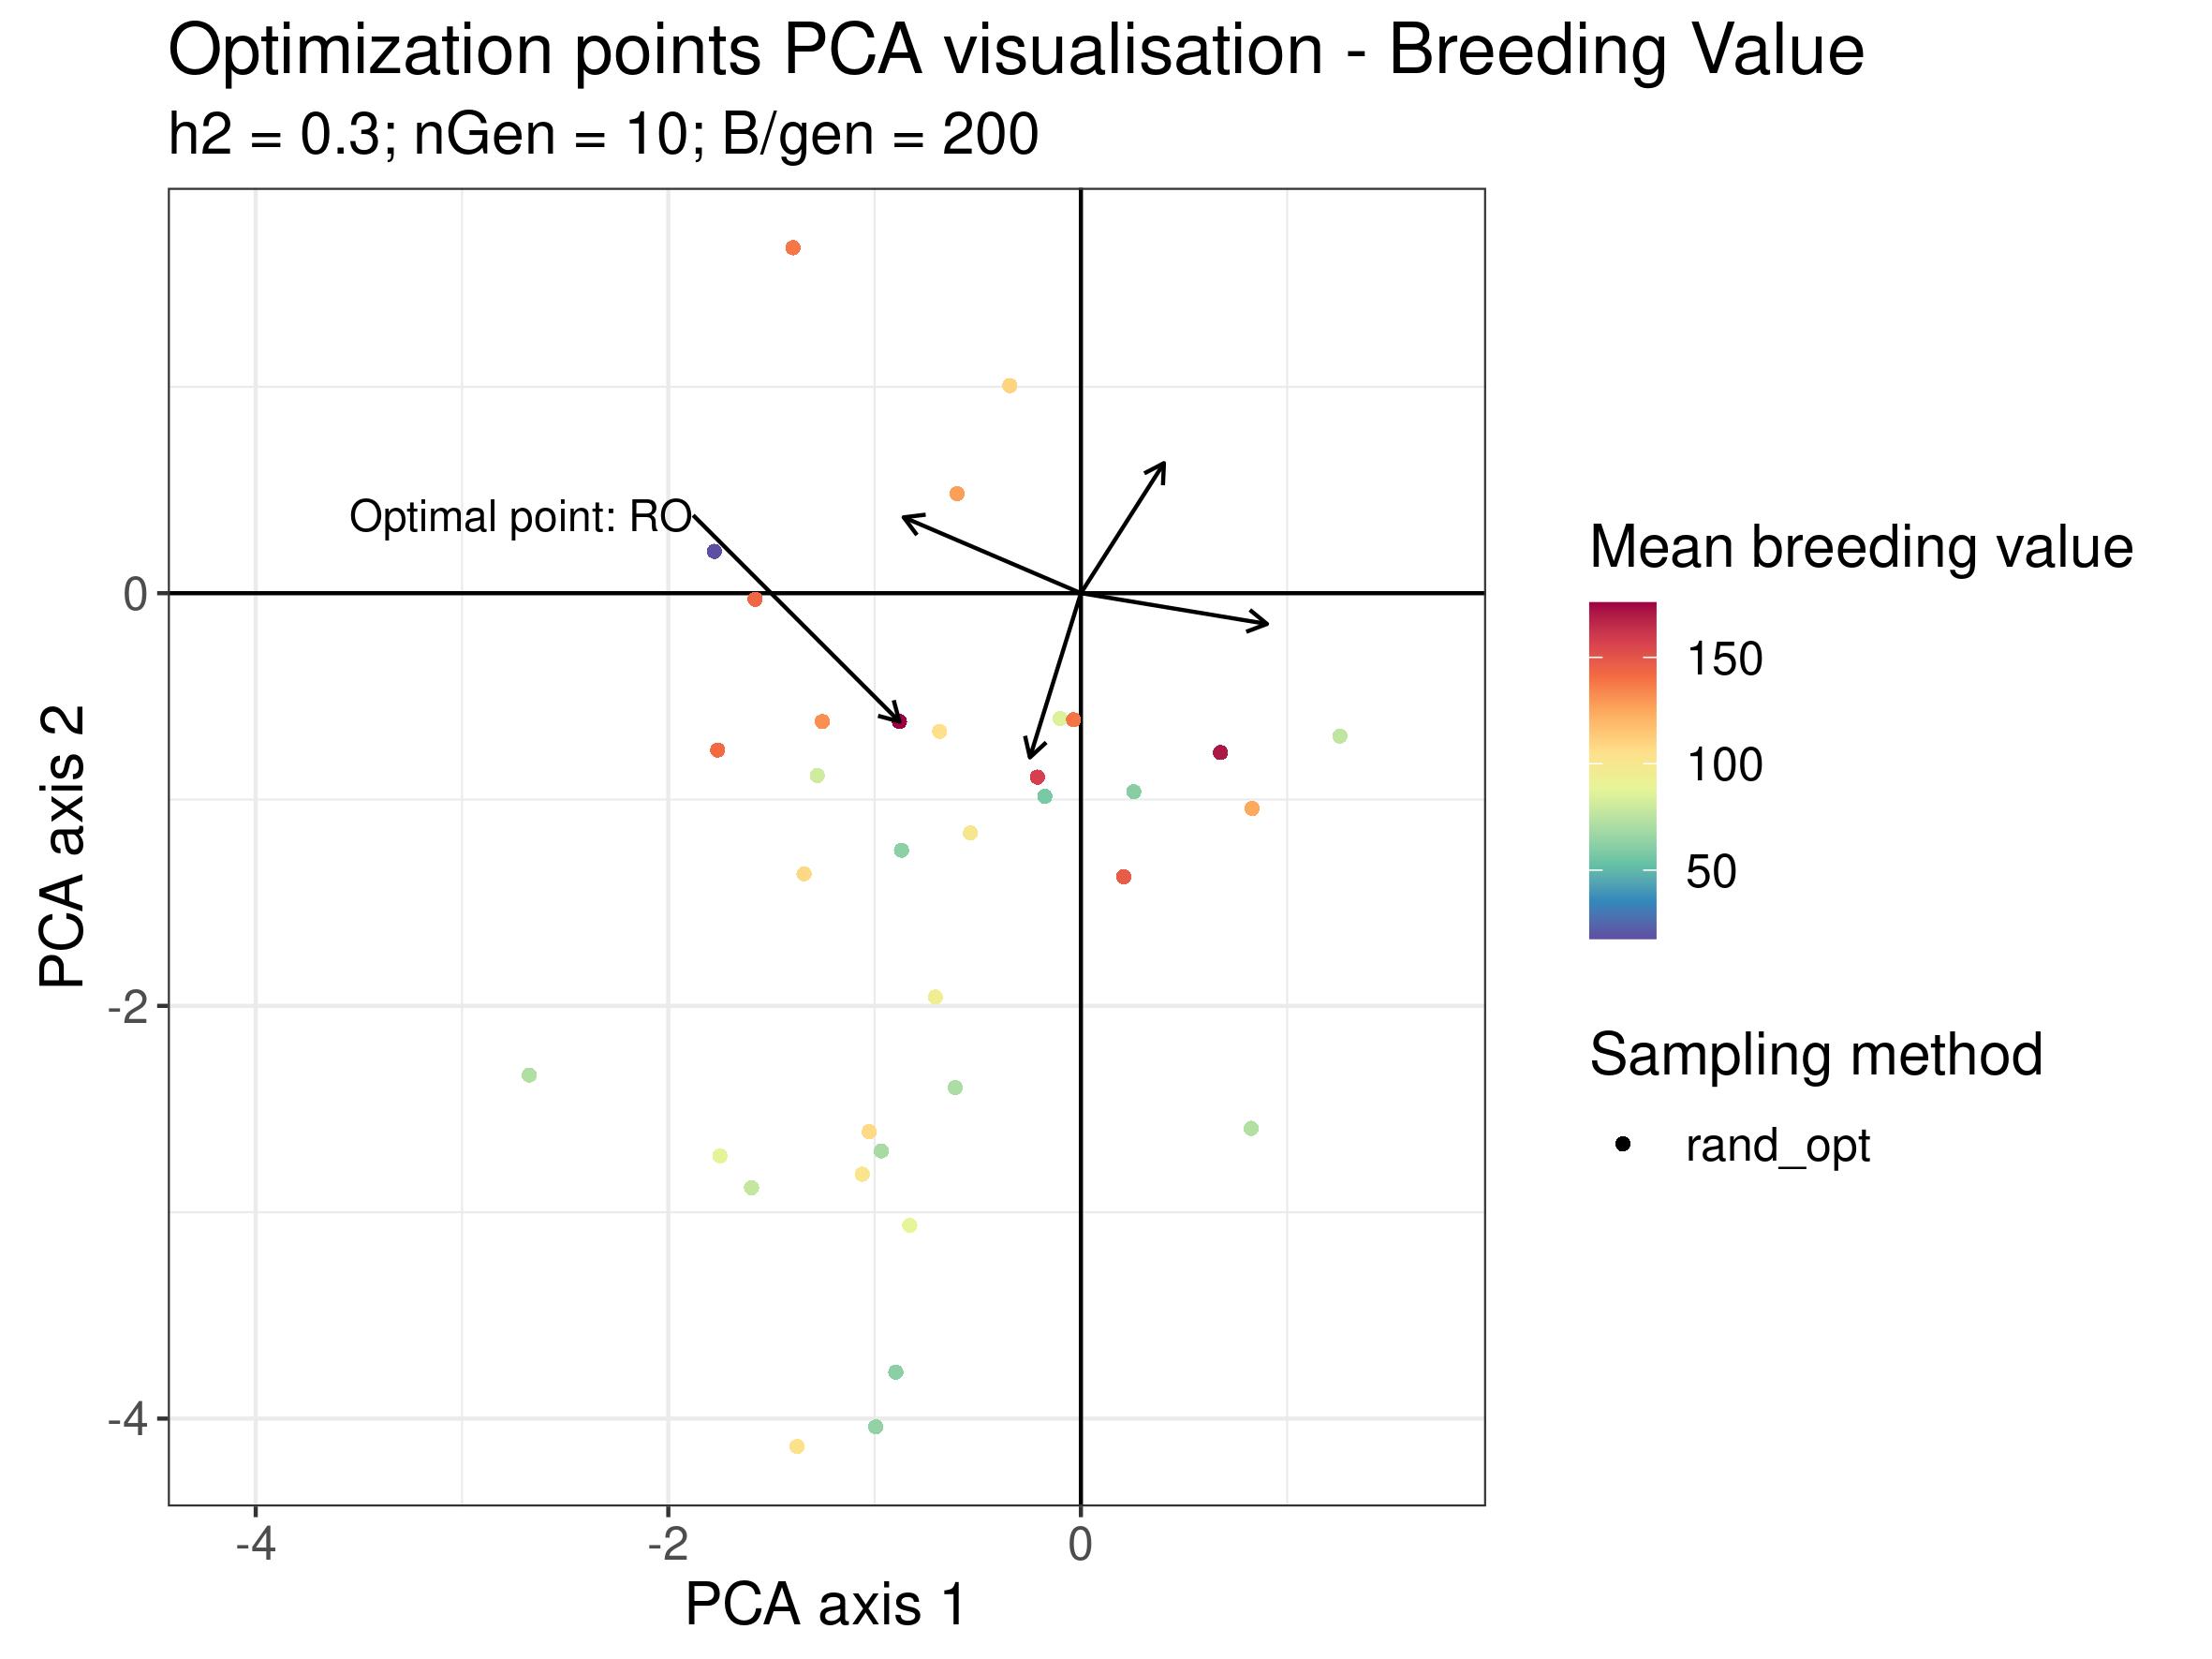 Optimization points PCA visualisation - Breeding Value
h2 = 0.3; nGen = 10; B/gen = 200
Optimal point: RO
0
-2
-4
-4
-2
0
PCA axis 2
PCA axis 1
Mean breeding value
150
100
50
Sampling method
rand_opt